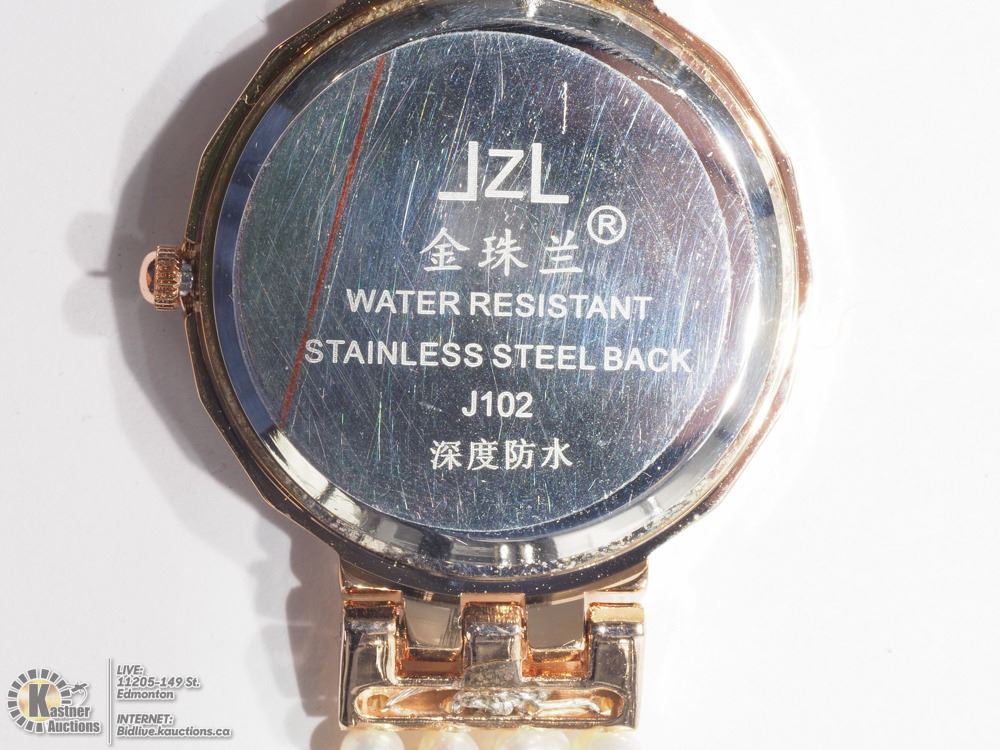 JZL
®
金珠兰
WATER RESISTANT
STAINLESS STEEL BACK
J102
深度防水
Kastner
Auctions
LIVE:
11205-149 St.
Edmonton
INTERNET:
Bidlive.kauctions.ca